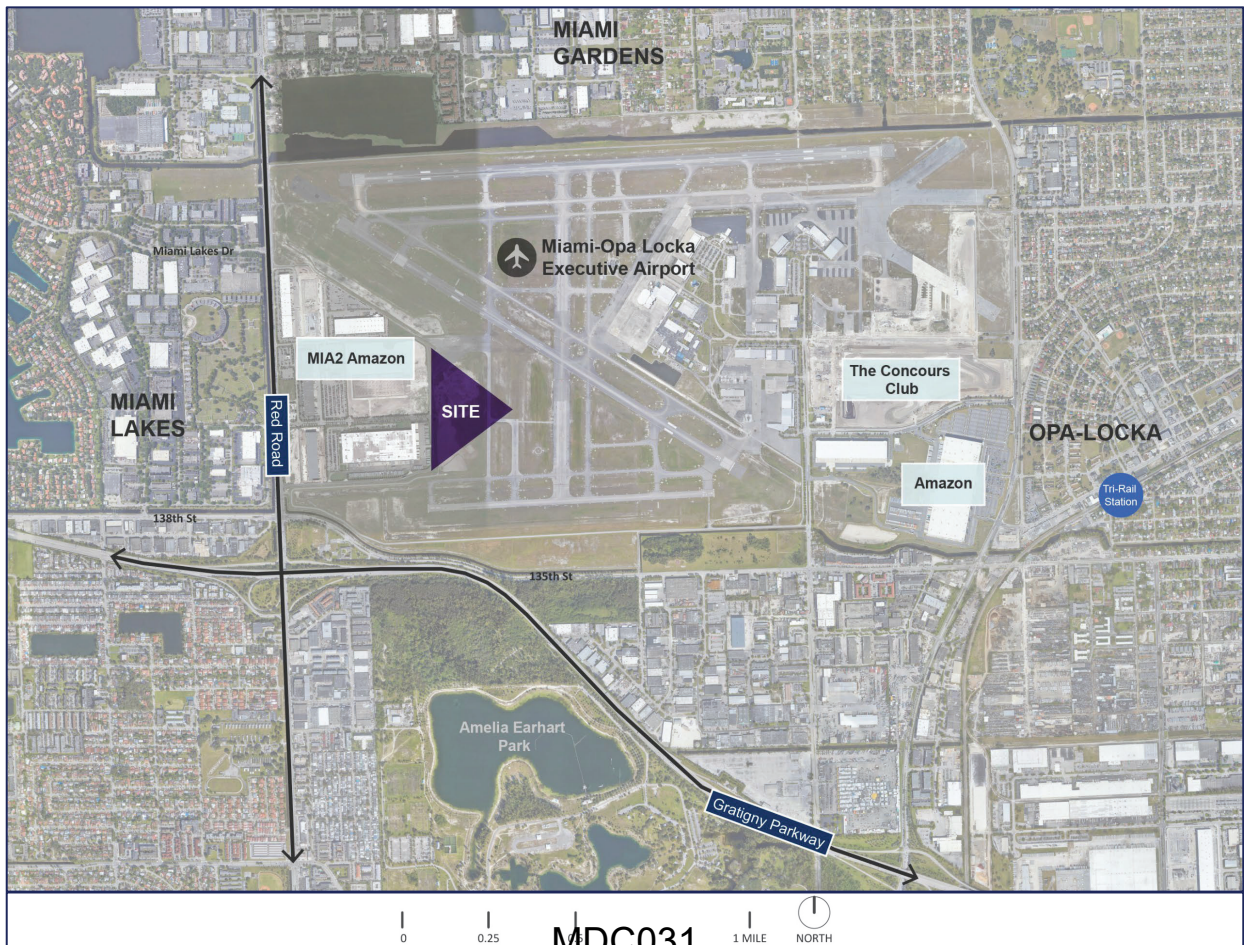 MIAMI
GARDENS
Miami Lakes Dr
Miami-Opa Locka
Executive Airport
MIA2 Amazon
SITE
The Concours
Club
MIAMI
LAKES
Red Road
OPA-LOCKA
Amazon
Tri-Rail
Station
138th St
135th St
Amelia Earhart
Park
Gratigny Parkway
0
0.25
0.5
1 MILE
NORTH
MDC031